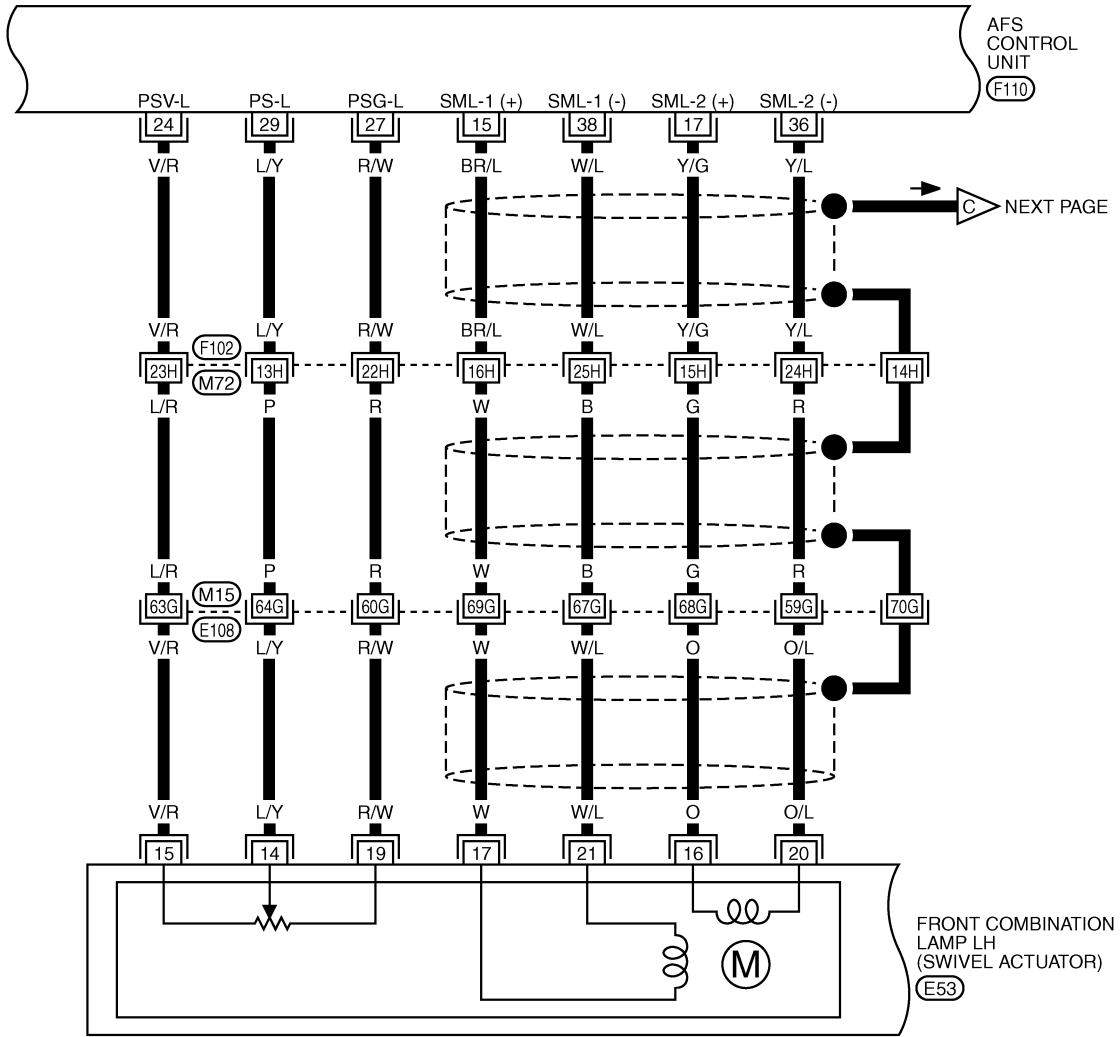 AFS
CONTROL
UNIT
F110
PSV-L PS-L PSG-L SML-1 (+) SML-1 (-) SML-2 (+) SML-2 (-)
24 29 27 15 38 17 36
V/R L/Y R/W BR/L W/L Y/G Y/L
C NEXT PAGE
V/R L/Y R/W BR/L W/L Y/G Y/L
F102
23H 13H 22H 16H 25H 15H 24H 14H
M72
L/R P R W B G R
L/R P R W B G R
M15
63G 64G 60G 69G 67G 68G 59G 70G
E108
V/R L/Y R/W W W/L O O/L
V/R L/Y R/W W W/L O O/L
15 14 19 17 21 16 20
FRONT COMBINATION
LAMP LH
(SWIVEL ACTUATOR)
E53
M